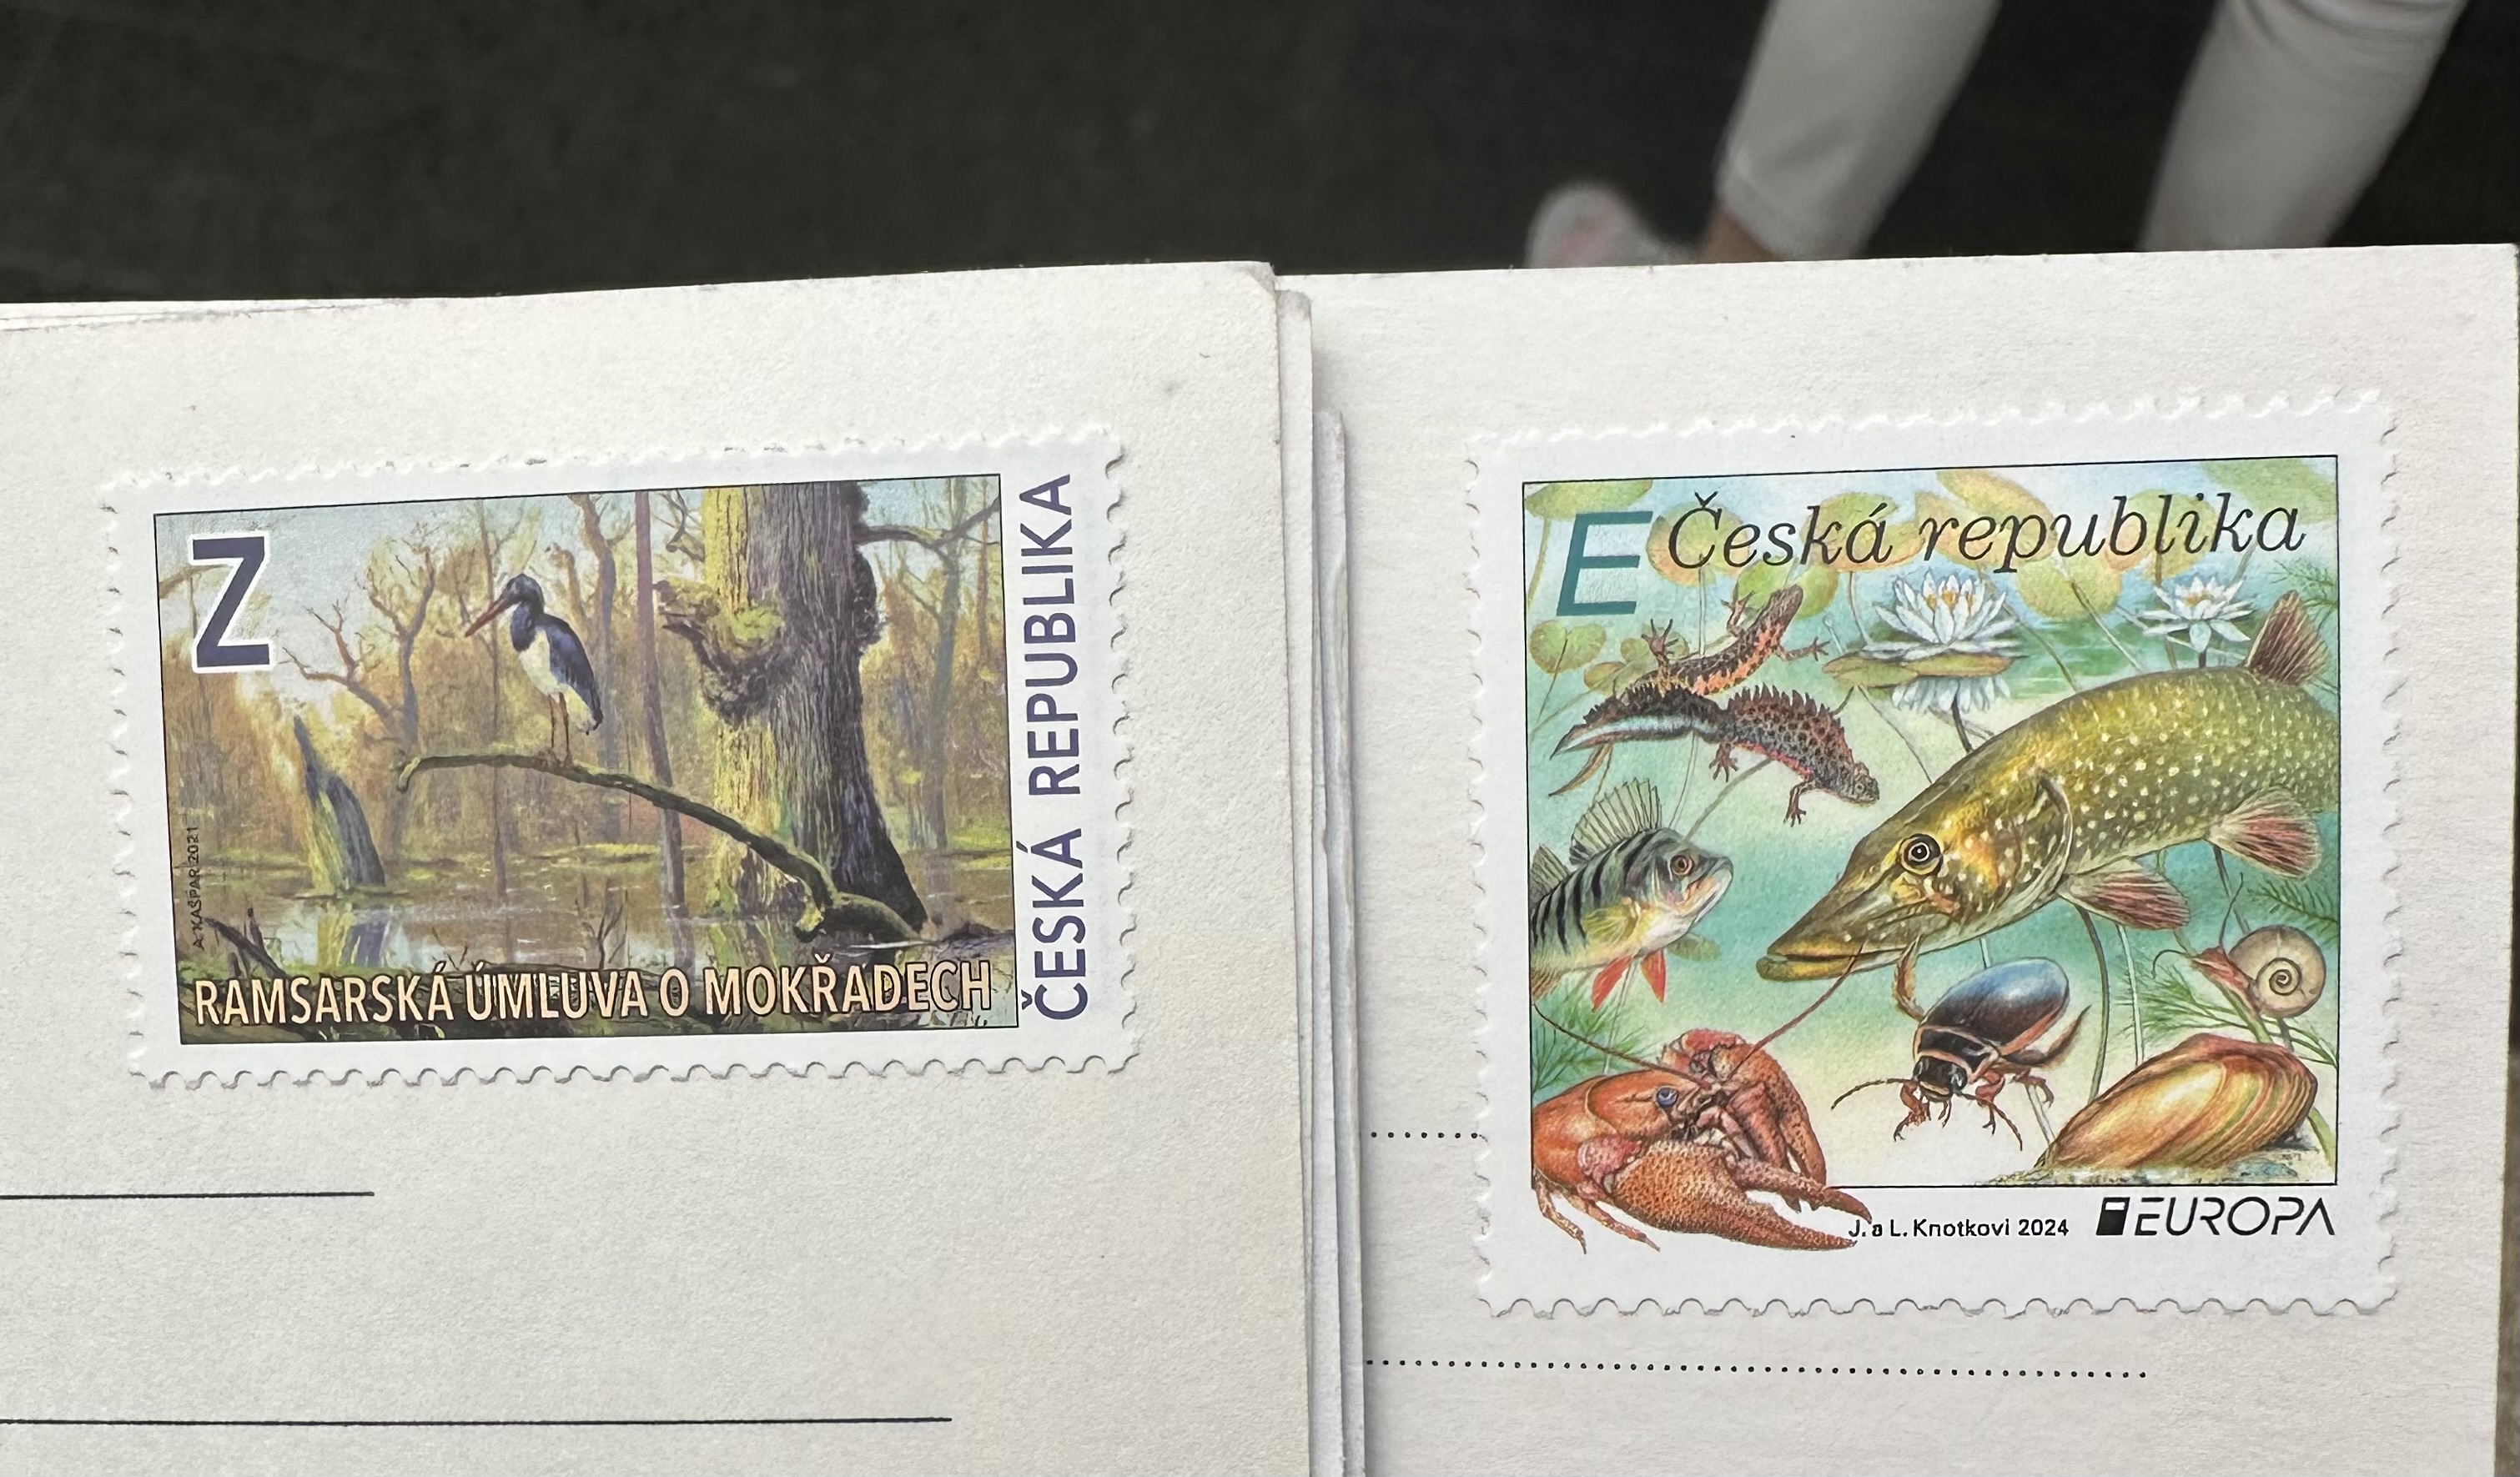 Z
ČESKÁ REPUBLIKA
A. KAŠPAR 2021
RAMSARSKÁ ÚMLUVA O MOKŘADECH
E Česká republika
J. a L. Knotkovi 2024
EUROPA